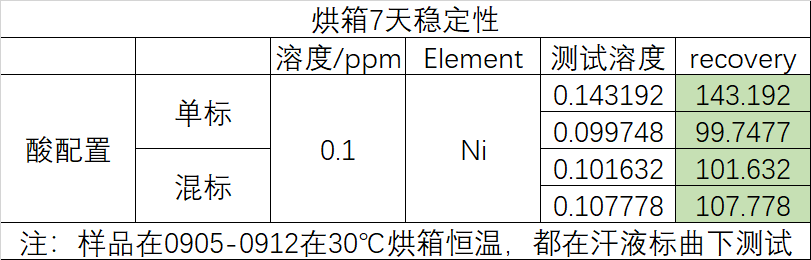 烘箱7天稳定性
溶度/ppm Element 测试溶度 recovery
酸配置 单标 0.1 Ni 0.143192 143.192
0.099748 99.7477
混标 0.101632 101.632
0.107778 107.778
注：样品在0905-0912在30℃烘箱恒温，都在汗液标曲下测试